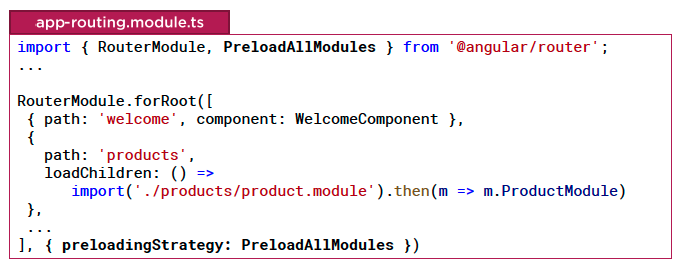 app-routing.module.ts
import { RouterModule, PreloadAllModules } from '@angular/router';
...
RouterModule.forRoot([
{ path: 'welcome', component: WelcomeComponent },
{
path: 'products',
loadChildren: () =>
import('./products/product.module').then(m => m.ProductModule)
},
...
], { preloadingStrategy: PreloadAllModules })